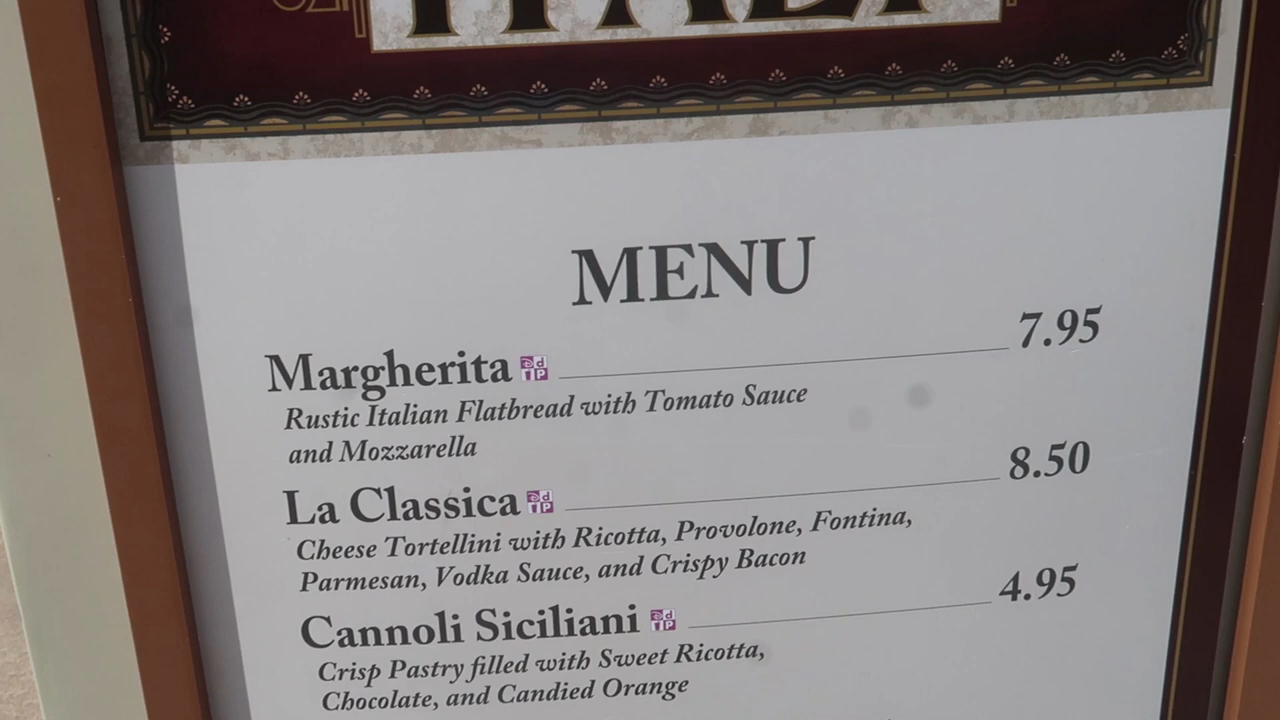 ITALY
MENU
Margherita 7.95
Rustic Italian Flatbread with Tomato Sauce
and Mozzarella
La Classica 8.50
Cheese Tortellini with Ricotta, Provolone, Fontina,
Parmesan, Vodka Sauce, and Crispy Bacon
Cannoli Siciliani 4.95
Crisp Pastry filled with Sweet Ricotta,
Chocolate, and Candied Orange